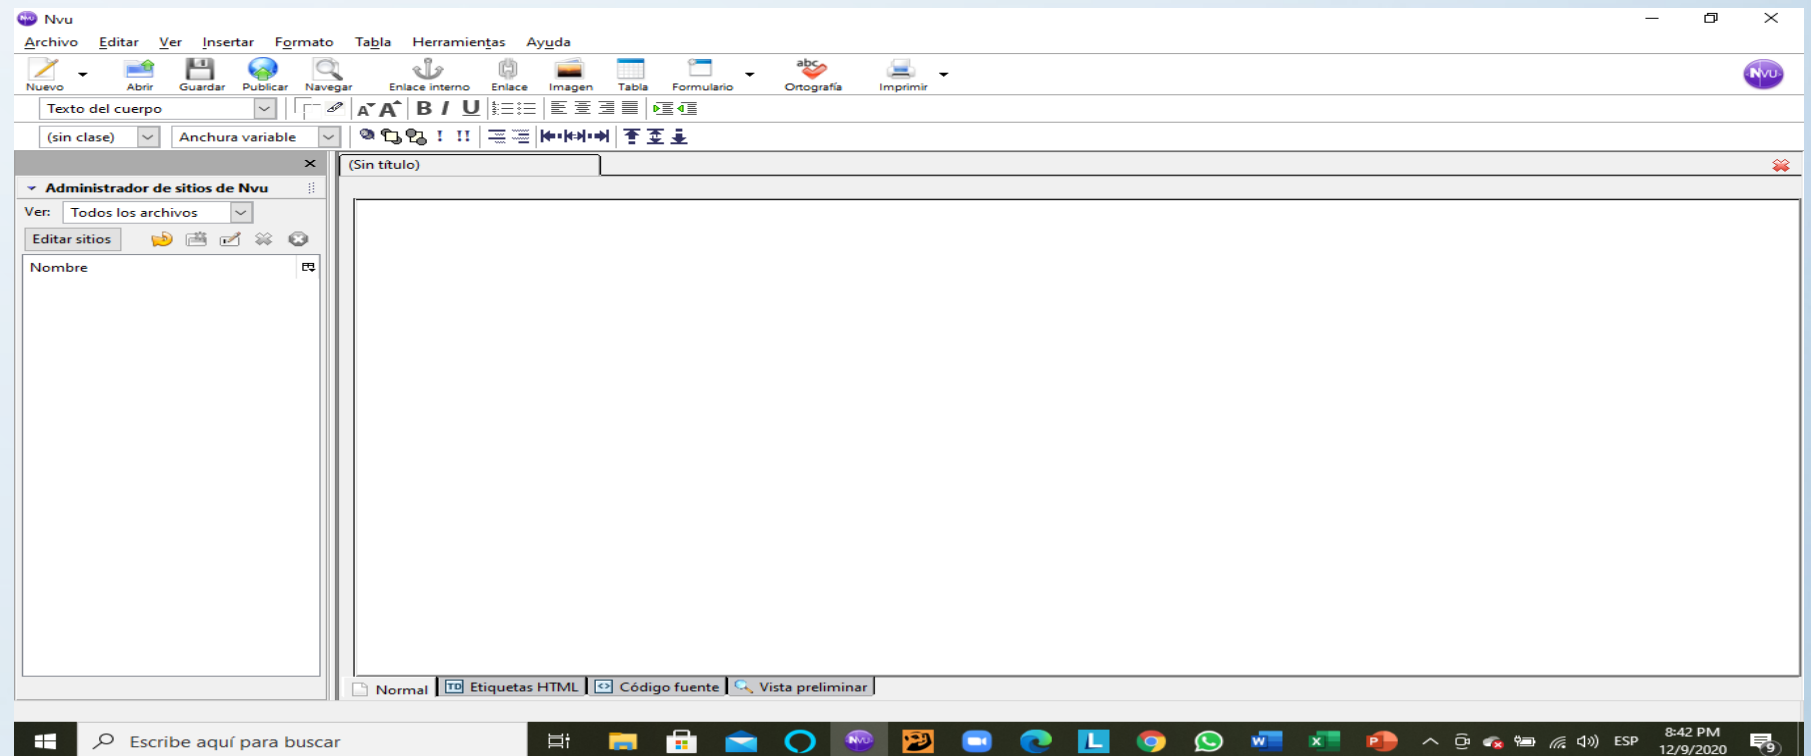 Nvu
Archivo Editar Ver Insertar Formato Tabla Herramientas Ayuda
Nuevo Abrir Guardar Publicar Navegar Enlace interno Enlace Imagen Tabla Formulario Ortografía Imprimir
Texto del cuerpo
(sin clase) Anchura variable
(Sin título)
Administrador de sitios de Nvu
Ver: Todos los archivos
Editar sitios
Nombre
Normal Etiquetas HTML Código fuente Vista preliminar
Escribe aquí para buscar
ESP
8:42 PM
12/9/2020